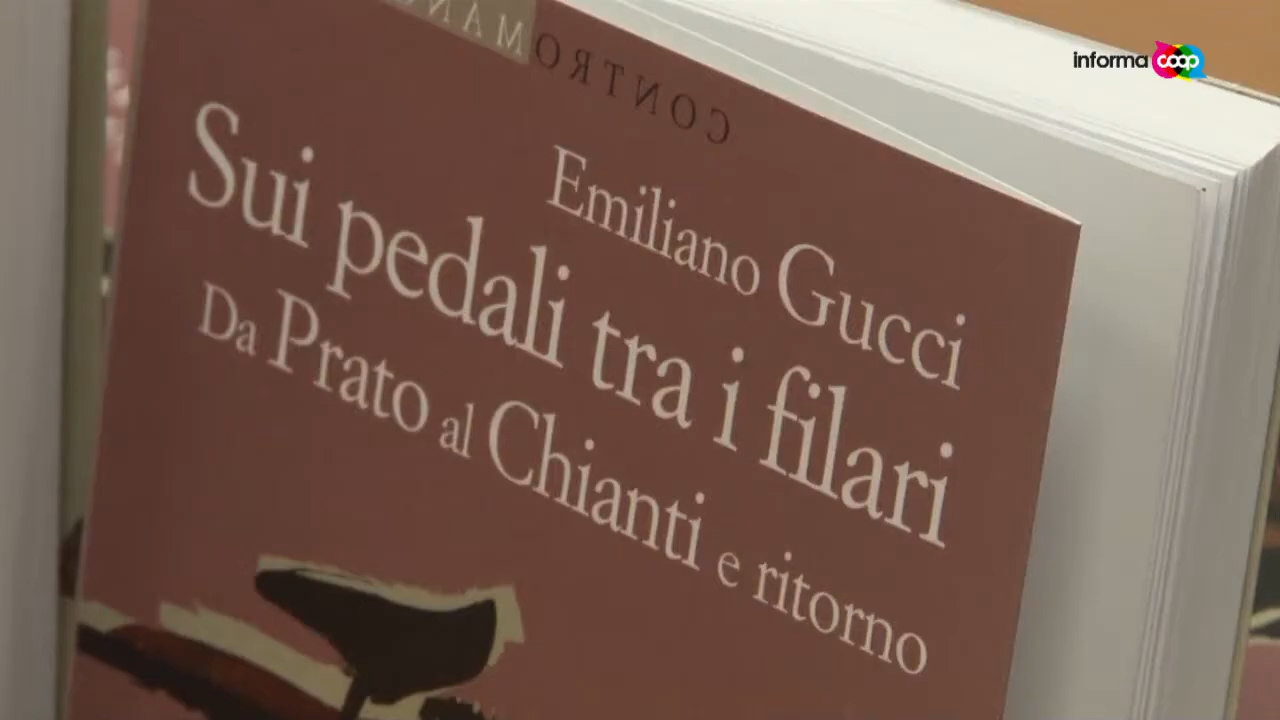 informa coop
CONTROMANO
Emiliano Gucci
Sui pedali tra i filari
Da Prato al Chianti e ritorno